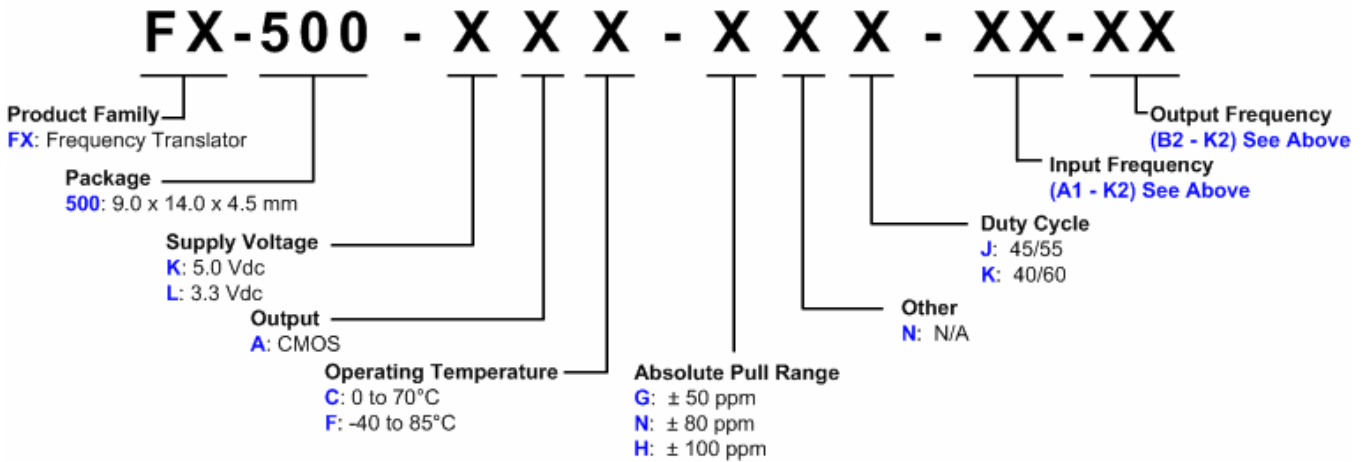 FX-500 - X X X - X X X - XX-XX
Product Family
FX: Frequency Translator
Package
500: 9.0 x 14.0 x 4.5 mm
Supply Voltage
K: 5.0 Vdc
L: 3.3 Vdc
Output
A: CMOS
Operating Temperature
C: 0 to 70°C
F: -40 to 85°C
Absolute Pull Range
G: ± 50 ppm
N: ± 80 ppm
H: ± 100 ppm
Other
N: N/A
Duty Cycle
J: 45/55
K: 40/60
Input Frequency
(A1 - K2) See Above
Output Frequency
(B2 - K2) See Above